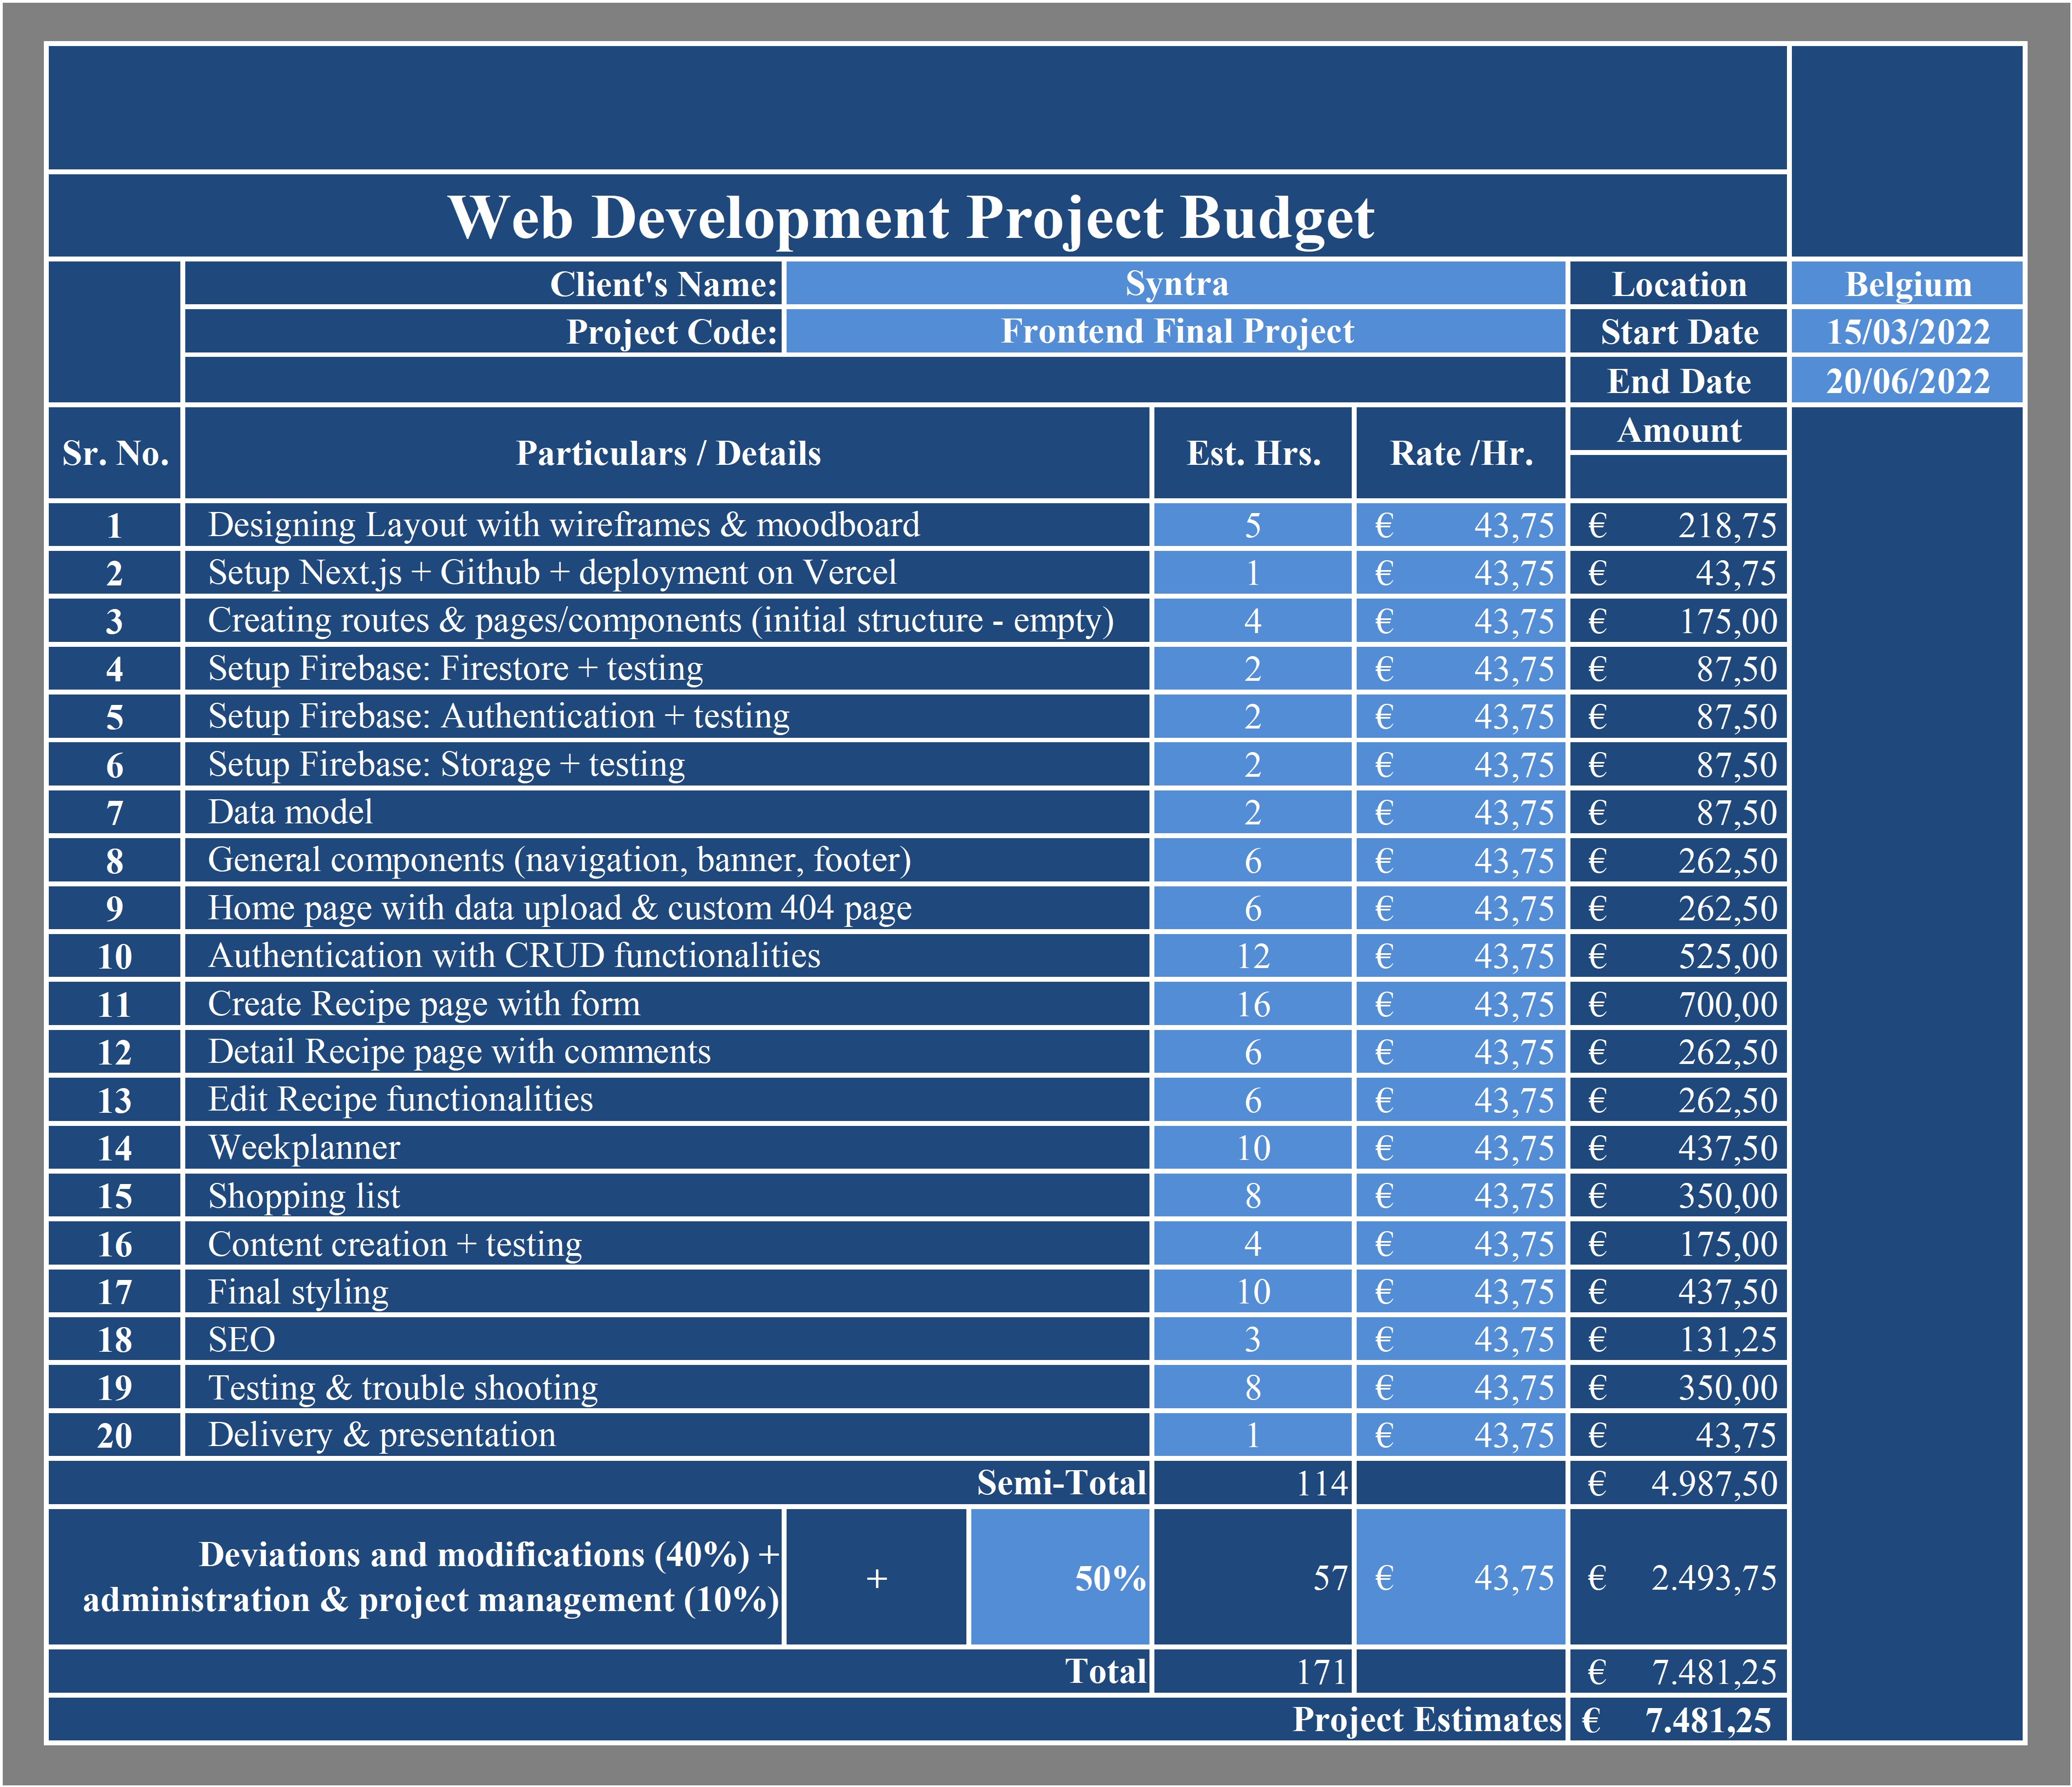 Web Development Project Budget
Client's Name: Syntra Location Belgium
Project Code: Frontend Final Project Start Date 15/03/2022
End Date 20/06/2022
Sr. No. Particulars / Details Est. Hrs. Rate /Hr. Amount
1 Designing Layout with wireframes & moodboard 5 € 43,75 € 218,75
2 Setup Next.js + Github + deployment on Vercel 1 € 43,75 € 43,75
3 Creating routes & pages/components (initial structure - empty) 4 € 43,75 € 175,00
4 Setup Firebase: Firestore + testing 2 € 43,75 € 87,50
5 Setup Firebase: Authentication + testing 2 € 43,75 € 87,50
6 Setup Firebase: Storage + testing 2 € 43,75 € 87,50
7 Data model 2 € 43,75 € 87,50
8 General components (navigation, banner, footer) 6 € 43,75 € 262,50
9 Home page with data upload & custom 404 page 6 € 43,75 € 262,50
10 Authentication with CRUD functionalities 12 € 43,75 € 525,00
11 Create Recipe page with form 16 € 43,75 € 700,00
12 Detail Recipe page with comments 6 € 43,75 € 262,50
13 Edit Recipe functionalities 6 € 43,75 € 262,50
14 Weekplanner 10 € 43,75 € 437,50
15 Shopping list 8 € 43,75 € 350,00
16 Content creation + testing 4 € 43,75 € 175,00
17 Final styling 10 € 43,75 € 437,50
18 SEO 3 € 43,75 € 131,25
19 Testing & trouble shooting 8 € 43,75 € 350,00
20 Delivery & presentation 1 € 43,75 € 43,75
Semi-Total 114 € 4.987,50
Deviations and modifications (40%) +
administration & project management (10%) + 50% 57 € 43,75 € 2.493,75
Total 171 € 7.481,25
Project Estimates € 7.481,25